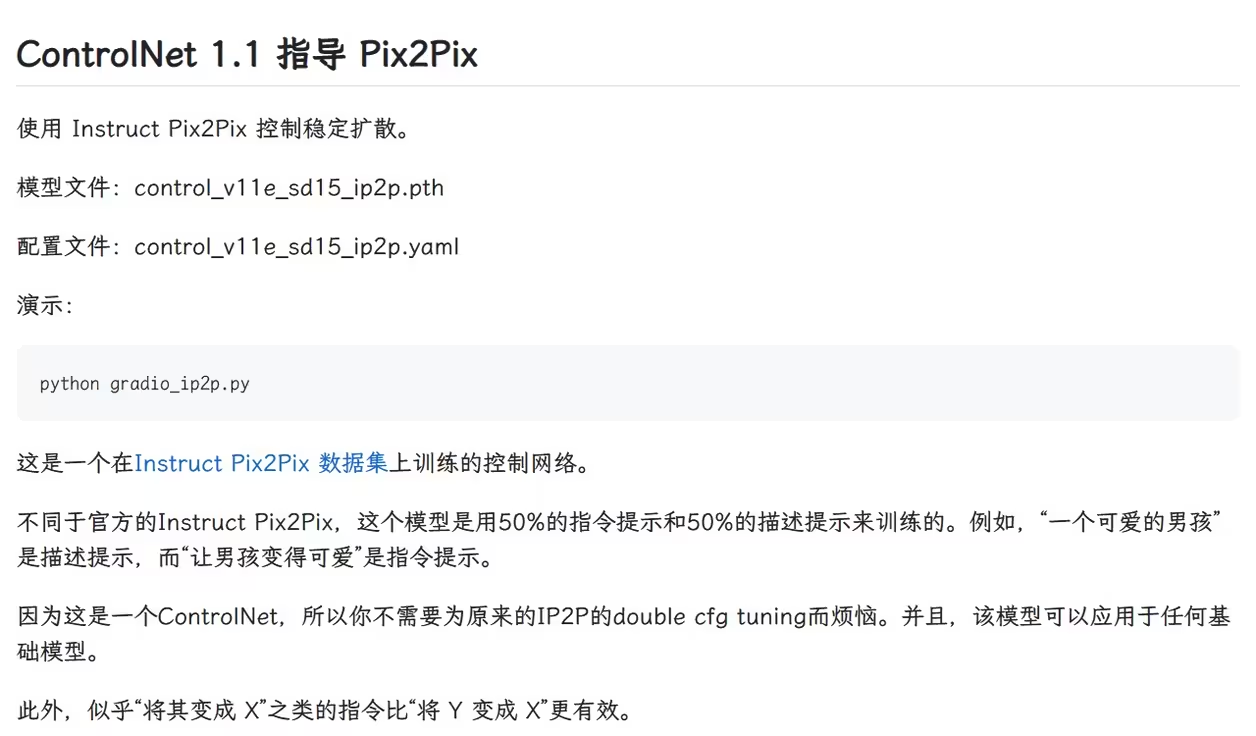 ControlNet 1.1 指导 Pix2Pix
使用 Instruct Pix2Pix 控制稳定扩散。
模型文件：control_v11e_sd15_ip2p.pth
配置文件：control_v11e_sd15_ip2p.yaml
演示：
python gradio_ip2p.py
这是一个在Instruct Pix2Pix 数据集上训练的控制网络。
不同于官方的Instruct Pix2Pix，这个模型是用50%的指令提示和50%的描述提示来训练的。例如，“一个可爱的男孩”
是描述提示，而“让男孩变得可爱”是指令提示。
因为这是一个ControlNet，所以你不需要为原来的IP2P的double cfg tuning而烦恼。并且，该模型可以应用于任何基
础模型。
此外，似乎“将其变成 X”之类的指令比“将 Y 变成 X”更有效。